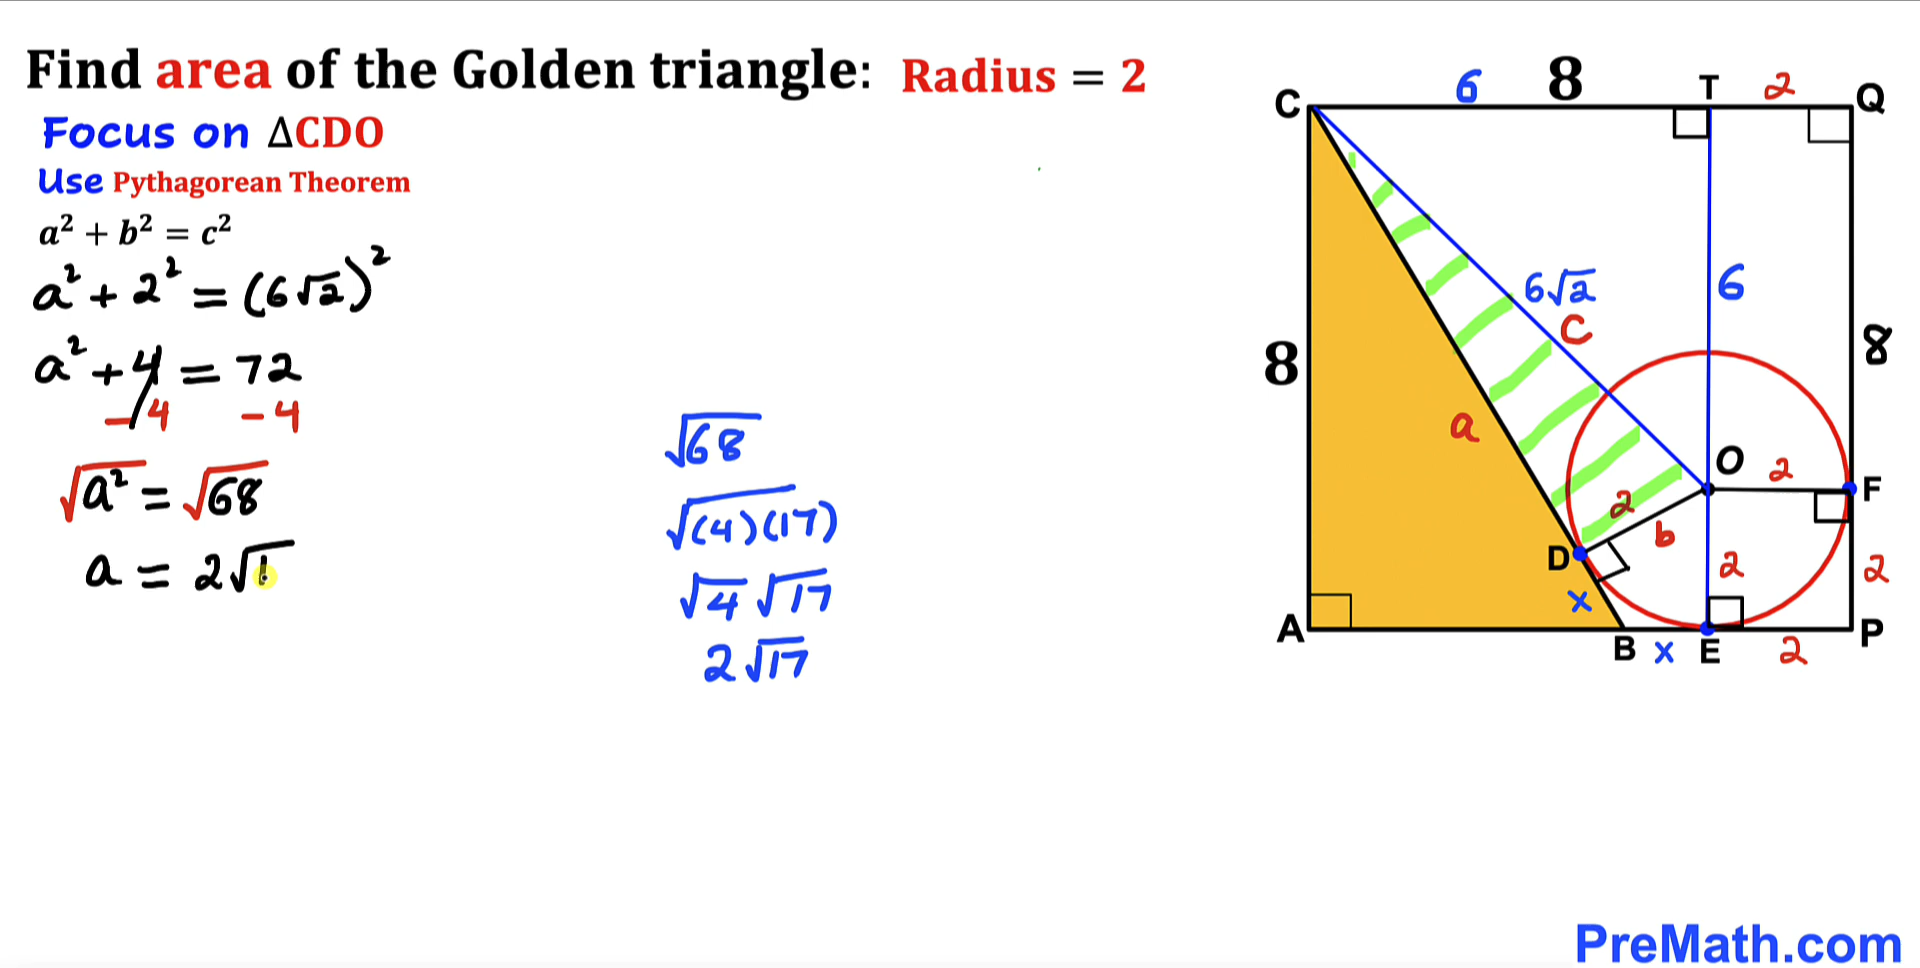 Find area of the Golden triangle: Radius = 2
Focus on ΔCDO
Use Pythagorean Theorem
a² + b² = c²
a² + 2² = (6√2)²
a² + 4 = 72
-4 -4
√a² = √68
a = 2√1
√68
√(4)(17)
√4 √17
2√17
C 6 8 T 2 Q
6√2 6
C
8 8
a
O 2 F
2
b
D 2 2
x
A P
B x E 2
PreMath.com